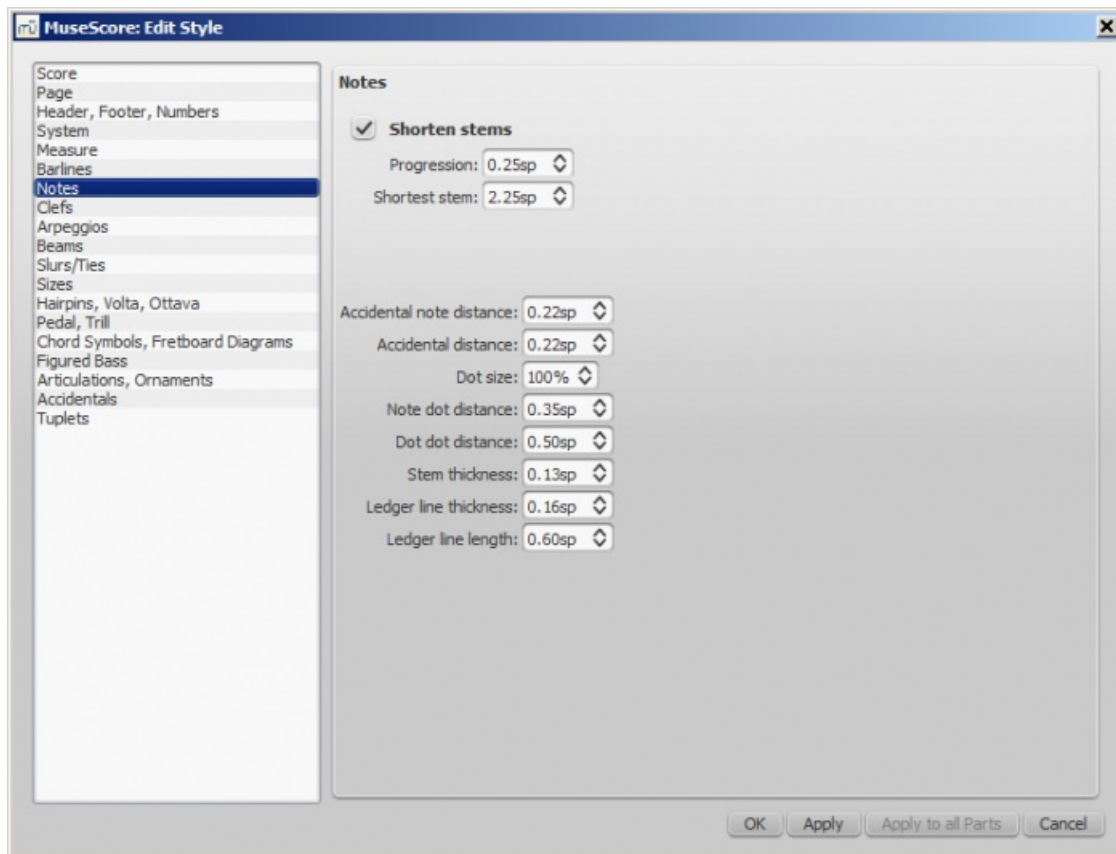 MuseScore: Edit Style
Score
Page
Header, Footer, Numbers
System
Measure
Barlines
Notes
Clefs
Arpeggios
Beams
Slurs/Ties
Sizes
Hairpins, Volta, Ottava
Pedal, Trill
Chord Symbols, Fretboard Diagrams
Figured Bass
Articulations, Ornaments
Accidentals
Tuplets
Notes
Shorten stems
Progression: 0.25sp
Shortest stem: 2.25sp
Accidental note distance: 0.22sp
Accidental distance: 0.22sp
Dot size: 100%
Note dot distance: 0.35sp
Dot dot distance: 0.50sp
Stem thickness: 0.13sp
Ledger line thickness: 0.16sp
Ledger line length: 0.60sp
OK Apply Apply to all Parts Cancel